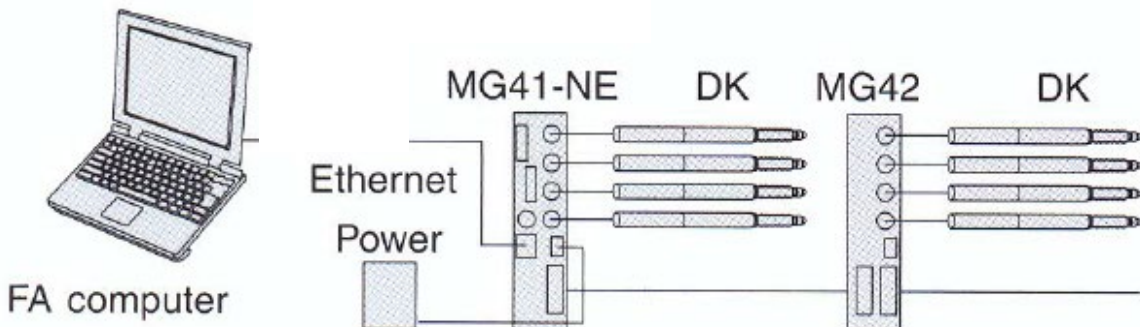 MG41-NE DK MG42 DK
Ethernet
Power
FA computer